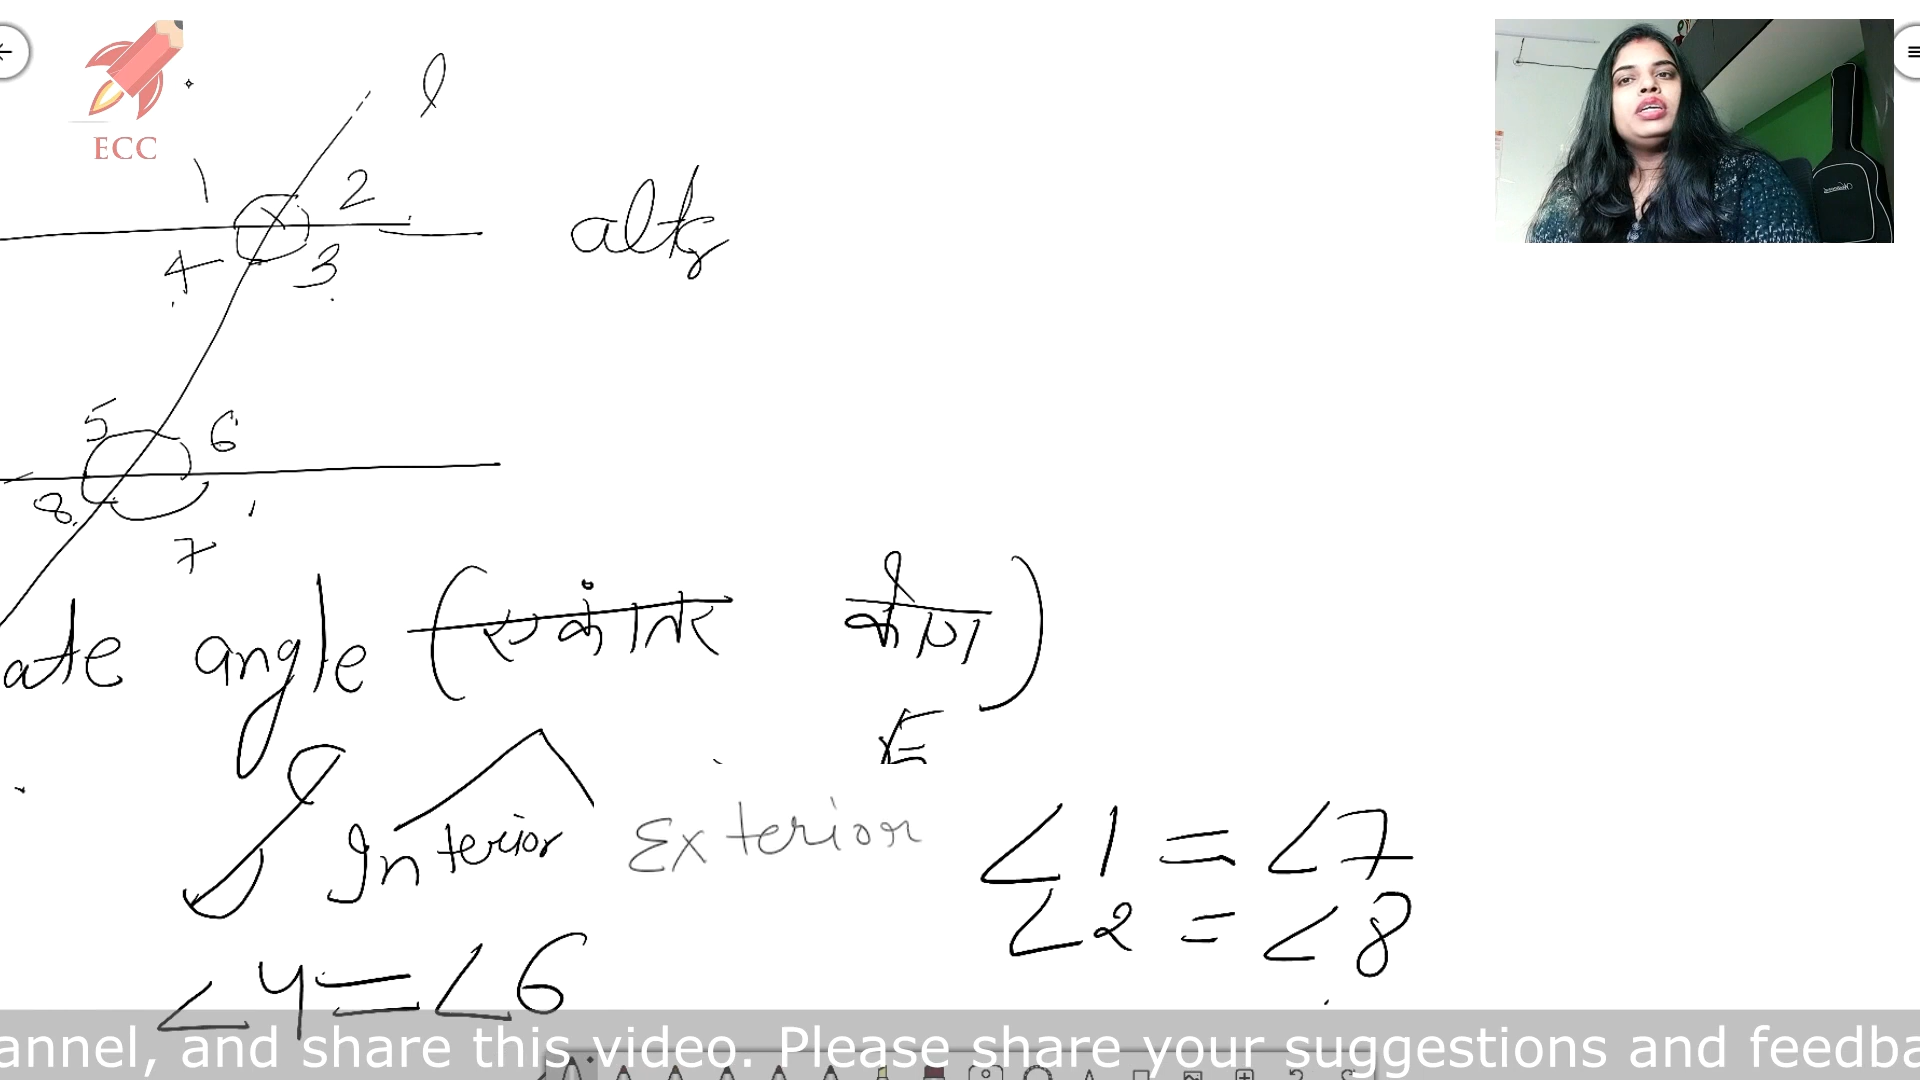 ECC
l
1 2
4 3
5 6
8 7
ate angle (एकांतर कोण)
Interior Exterior
∠1 = ∠7
∠2 = ∠8
∠4 = ∠6
annel, and share this video. Please share your suggestions and feedba